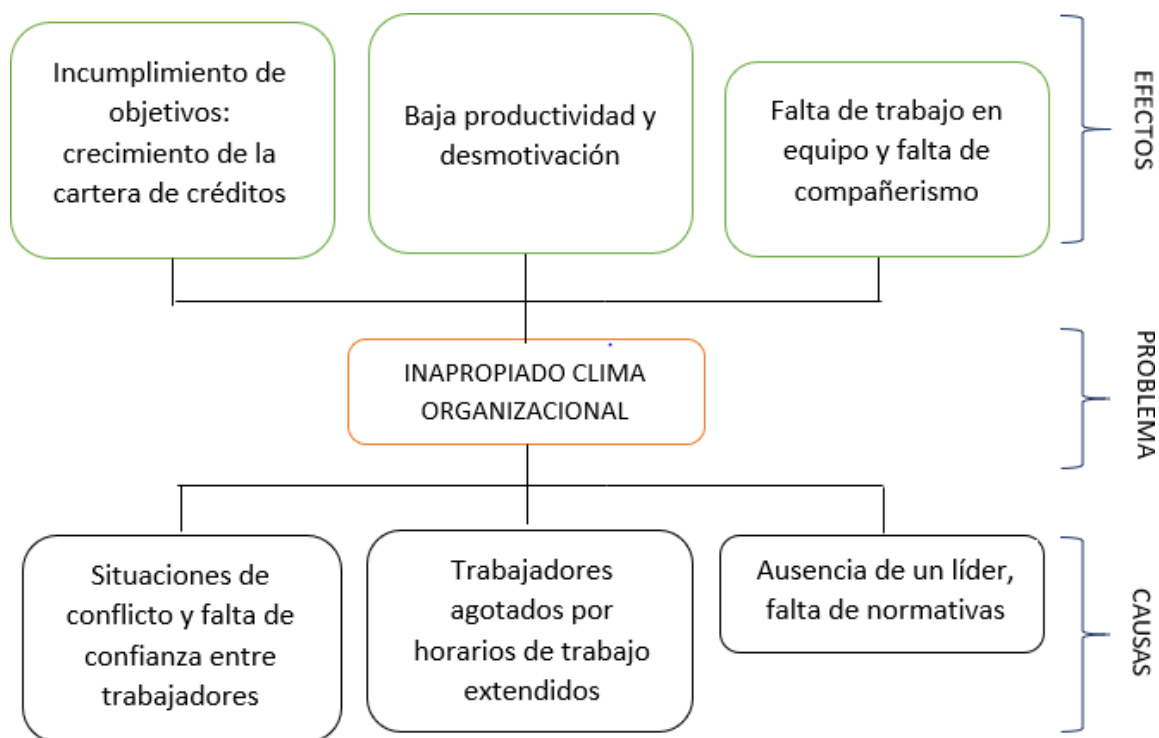 Incumplimiento de
objetivos:
crecimiento de la
cartera de créditos
Baja productividad y
desmotivación
Falta de trabajo en
equipo y falta de
compañerismo
EFECTOS
INAPROPIADO CLIMA
ORGANIZACIONAL
PROBLEMA
Situaciones de
conflicto y falta de
confianza entre
trabajadores
Trabajadores
agotados por
horarios de trabajo
extendidos
Ausencia de un líder,
falta de normativas
CAUSAS